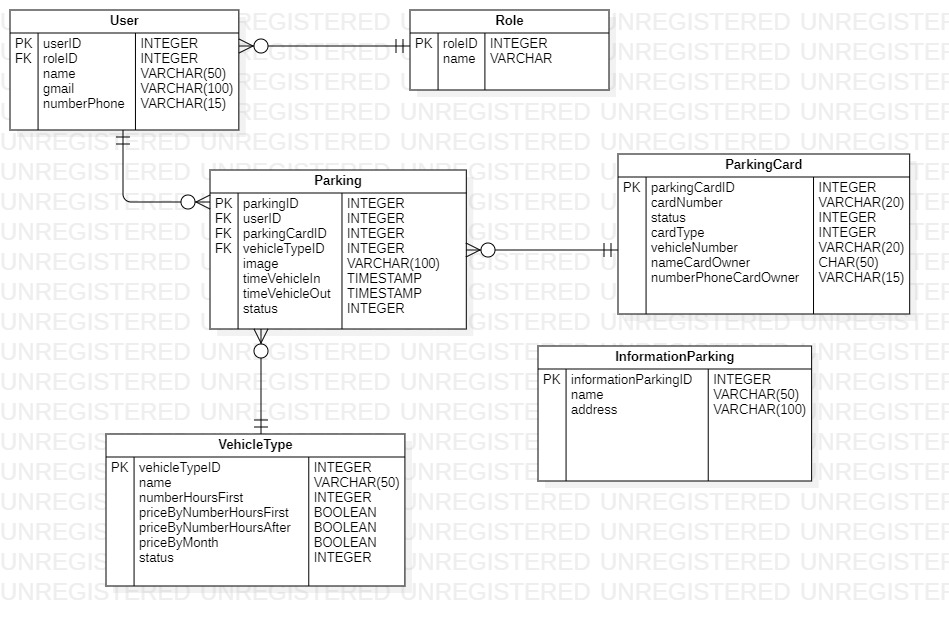 User
PK userID INTEGER
FK roleID INTEGER
name VARCHAR(50)
gmail VARCHAR(100)
numberPhone VARCHAR(15)
Role
PK roleID INTEGER
name VARCHAR
Parking
PK parkingID INTEGER
FK userID INTEGER
FK parkingCardID INTEGER
FK vehicleTypeID INTEGER
image VARCHAR(100)
timeVehicleIn TIMESTAMP
timeVehicleOut TIMESTAMP
status INTEGER
ParkingCard
PK parkingCardID INTEGER
cardNumber VARCHAR(20)
status INTEGER
cardType INTEGER
vehicleNumber VARCHAR(20)
nameCardOwner CHAR(50)
numberPhoneCardOwner VARCHAR(15)
InformationParking
PK informationParkingID INTEGER
name VARCHAR(50)
address VARCHAR(100)
VehicleType
PK vehicleTypeID INTEGER
name VARCHAR(50)
numberHoursFirst INTEGER
priceByNumberHoursFirst BOOLEAN
priceByNumberHoursAfter BOOLEAN
priceByMonth BOOLEAN
status INTEGER
UNREGISTERED